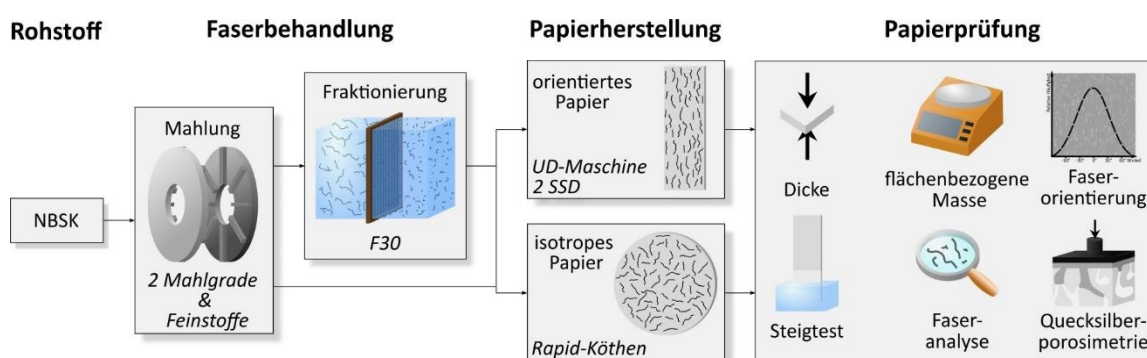 Rohstoff
Faserbehandlung
Papierherstellung
Papierprüfung
NBSK
Mahlung
2 Mahlgrade
&
Feinstoffe
Fraktionierung
F30
orientiertes
Papier
UD-Maschine
2 SSD
isotropes
Papier
Rapid-Köthen
Dicke
flächenbezogene
Masse
Faser-
orientierung
Steigtest
Faser-
analyse
Quecksilber-
porosimetrie